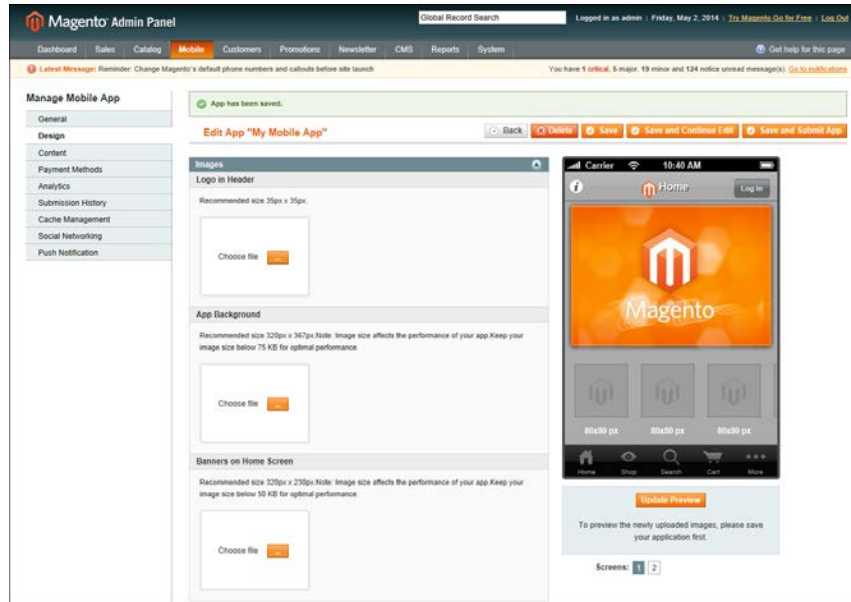 Magento Admin Panel
Global Record Search
Logged in as admin | Friday, May 2, 2014 | Try Magento Go for Free | Log Out
Dashboard Sales Catalog Mobile Customers Promotions Newsletter CMS Reports System
Get help for this page
Latest Message: Reminder: Change Magento's default phone numbers and callouts before site launch
You have 1 critical, 5 major, 19 minor and 124 notice unread message(s). Go to notifications
Manage Mobile App
General
Design
Content
Payment Methods
Analytics
Submission History
Cache Management
Social Networking
Push Notification
App has been saved.
Edit App "My Mobile App"
Back Delete Save Save and Continue Edit Save and Submit App
Images
Logo in Header
Recommended size 35px x 35px.
Choose file ...
App Background
Recommended size 320px x 367px.Note: Image size affects the performance of your app.Keep your
image size below 75 KB for optimal performance.
Choose file ...
Banners on Home Screen
Recommended size 320px x 230px.Note: Image size affects the performance of your app.Keep your
image size below 50 KB for optimal performance.
Choose file ...
Carrier 10:40 AM
Home Log In
Magento
80x80 px 80x80 px 80x80 px
Home Shop Search Cart More
Update Preview
To preview the newly uploaded images, please save
your application first.
Screens: 1 2